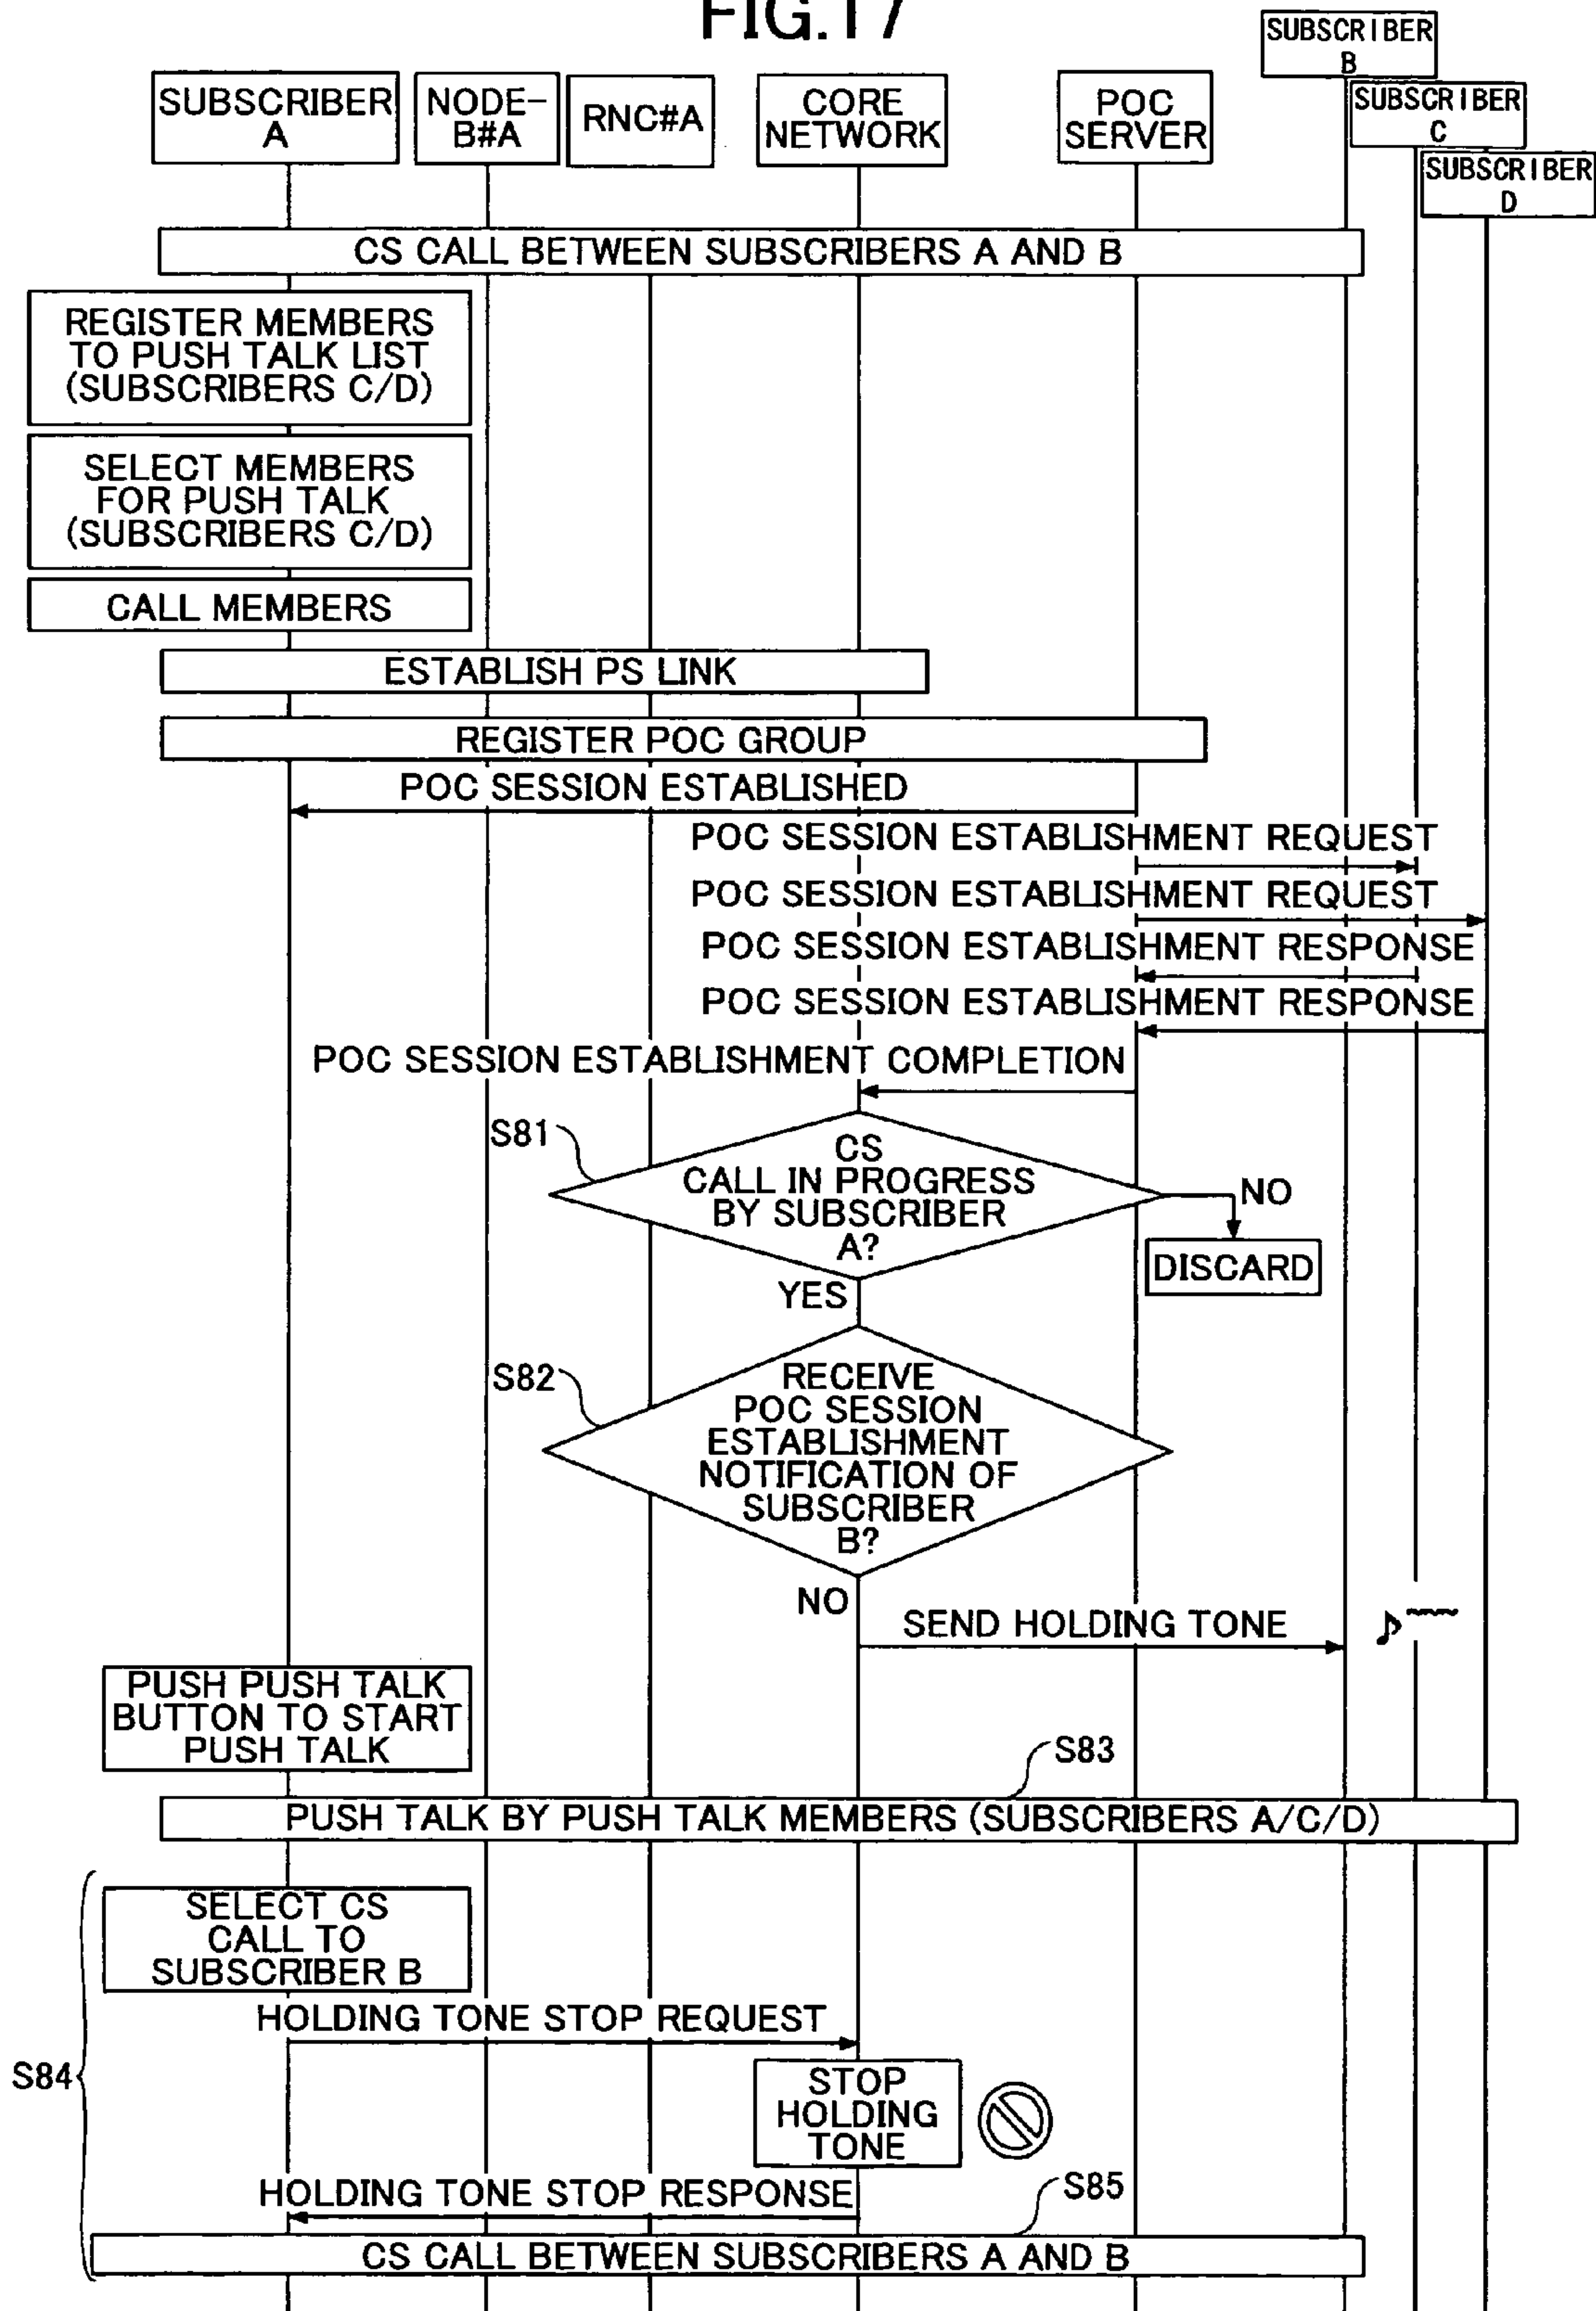 FIG.17
SUBSCRIBER
B
SUBSCRIBER
A
NODE-
B#A
RNC#A
CORE
NETWORK
POC
SERVER
SUBSCRIBER
C
SUBSCRIBER
D
CS CALL BETWEEN SUBSCRIBERS A AND B
REGISTER MEMBERS
TO PUSH TALK LIST
(SUBSCRIBERS C/D)
SELECT MEMBERS
FOR PUSH TALK
(SUBSCRIBERS C/D)
CALL MEMBERS
ESTABLISH PS LINK
REGISTER POC GROUP
POC SESSION ESTABLISHED
POC SESSION ESTABLISHMENT REQUEST
POC SESSION ESTABLISHMENT REQUEST
POC SESSION ESTABLISHMENT RESPONSE
POC SESSION ESTABLISHMENT RESPONSE
POC SESSION ESTABLISHMENT COMPLETION
S81
CS
CALL IN PROGRESS
BY SUBSCRIBER
A?
NO
DISCARD
YES
S82
RECEIVE
POC SESSION
ESTABLISHMENT
NOTIFICATION OF
SUBSCRIBER
B?
NO
SEND HOLDING TONE
PUSH PUSH TALK
BUTTON TO START
PUSH TALK
S83
PUSH TALK BY PUSH TALK MEMBERS (SUBSCRIBERS A/C/D)
SELECT CS
CALL TO
SUBSCRIBER B
HOLDING TONE STOP REQUEST
S84
STOP
HOLDING
TONE
HOLDING TONE STOP RESPONSE
S85
CS CALL BETWEEN SUBSCRIBERS A AND B